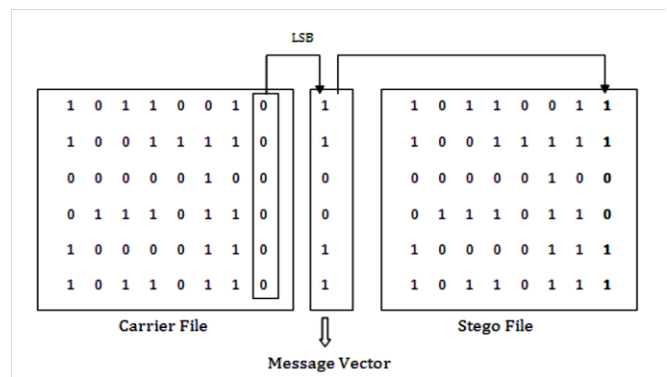 LSB
1 0 1 1 0 0 1 0 1 1 0 1 1 0 0 1 1
1 0 0 1 1 1 1 0 1 1 0 0 1 1 1 1 1
0 0 0 0 0 1 0 0 0 0 0 0 0 0 1 0 0
0 1 1 1 0 1 1 0 0 0 1 1 1 0 1 1 0
1 0 0 0 0 1 1 0 1 1 0 0 0 0 1 1 1
1 0 1 1 0 1 1 0 1 1 0 1 1 0 1 1 1
Carrier File Stego File
Message Vector